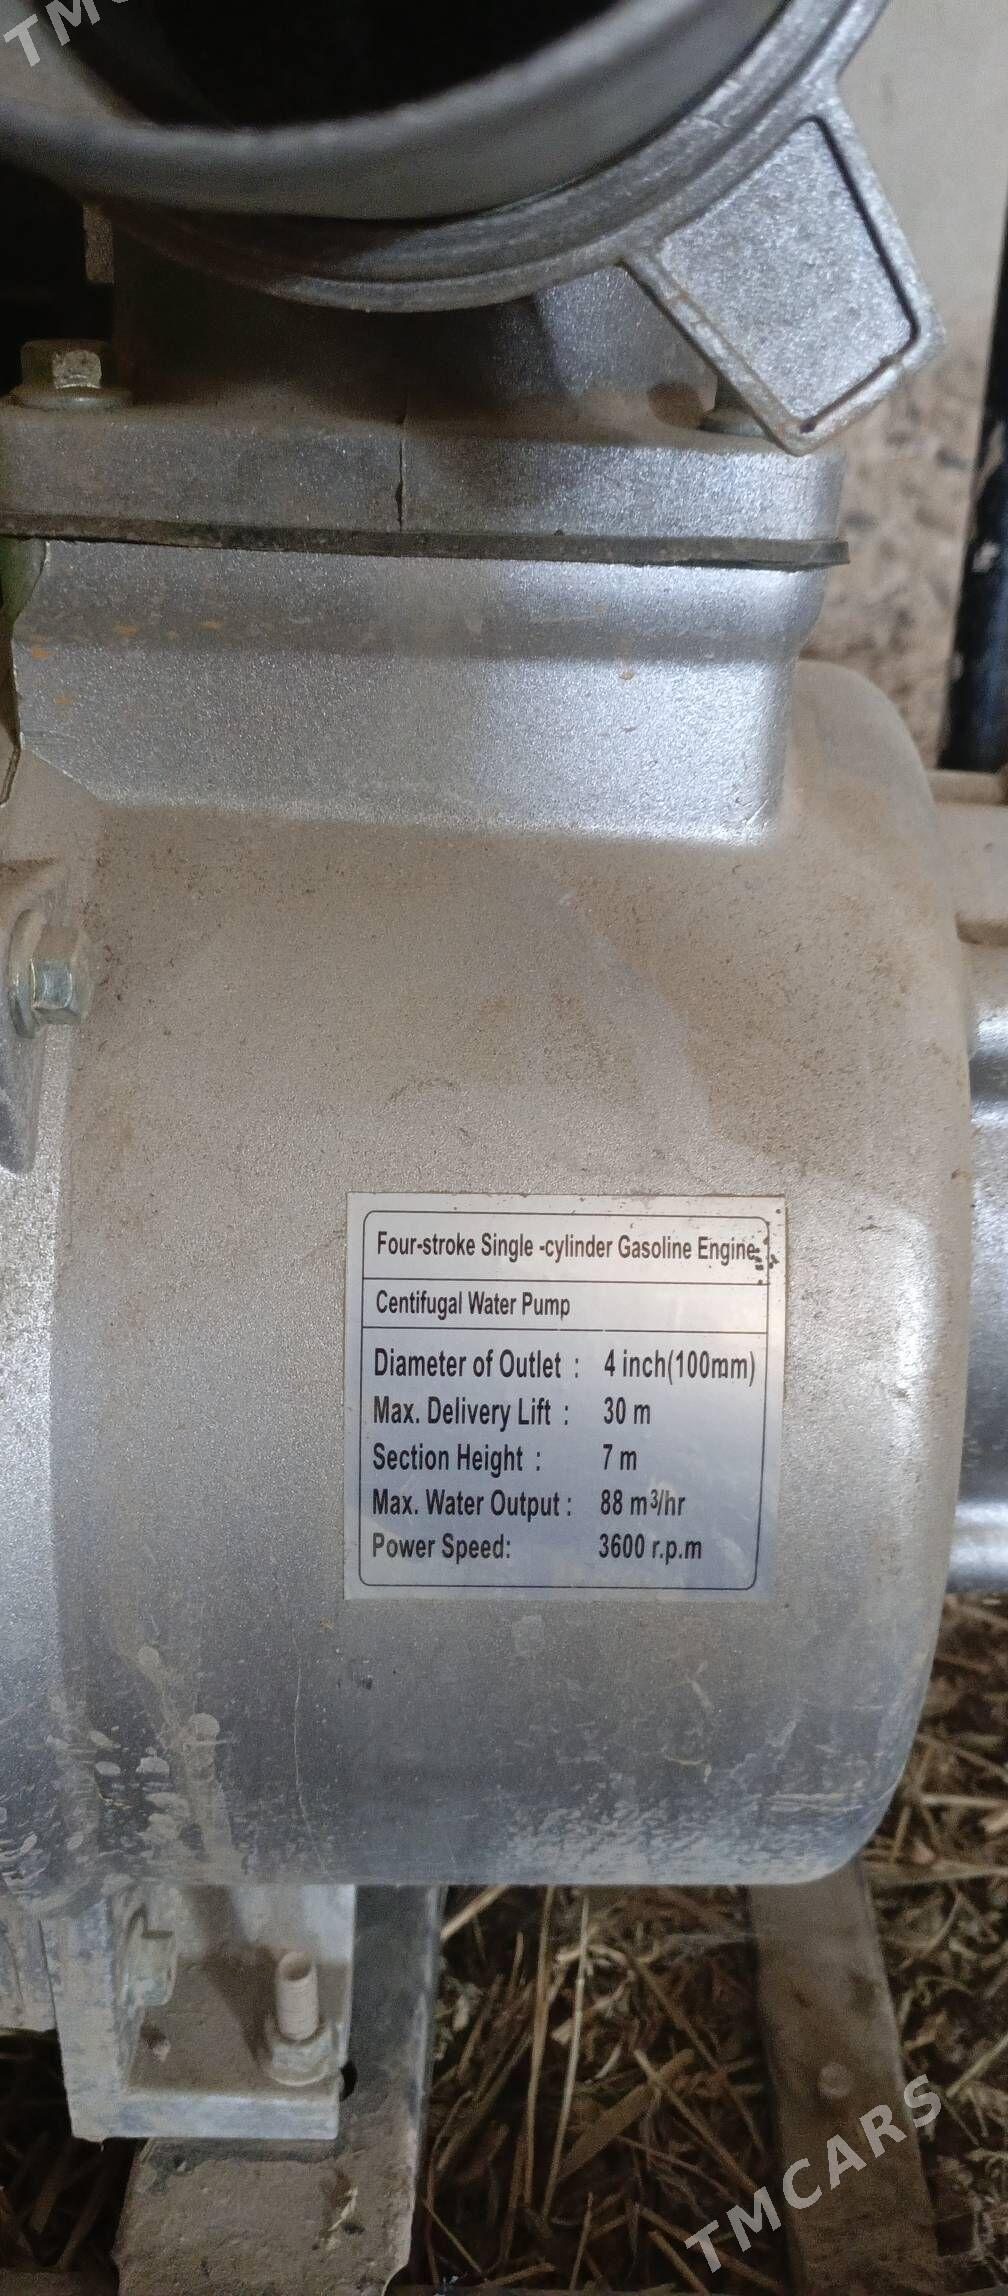 TMC
Four-stroke Single -cylinder Gasoline Engine
Centifugal Water Pump
Diameter of Outlet : 4 inch(100mm)
Max. Delivery Lift : 30 m
Section Height : 7 m
Max. Water Output : 88 m³/hr
Power Speed: 3600 r.p.m
TMCARS